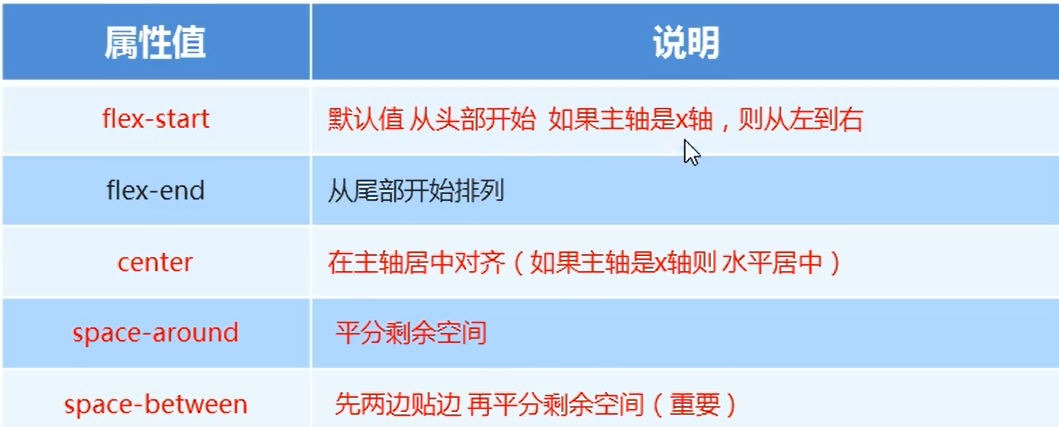 属性值 说明
flex-start 默认值 从头部开始 如果主轴是x轴，则从左到右
flex-end 从尾部开始排列
center 在主轴居中对齐（如果主轴是x轴则 水平居中）
space-around 平分剩余空间
space-between 先两边贴边 再平分剩余空间（重要）